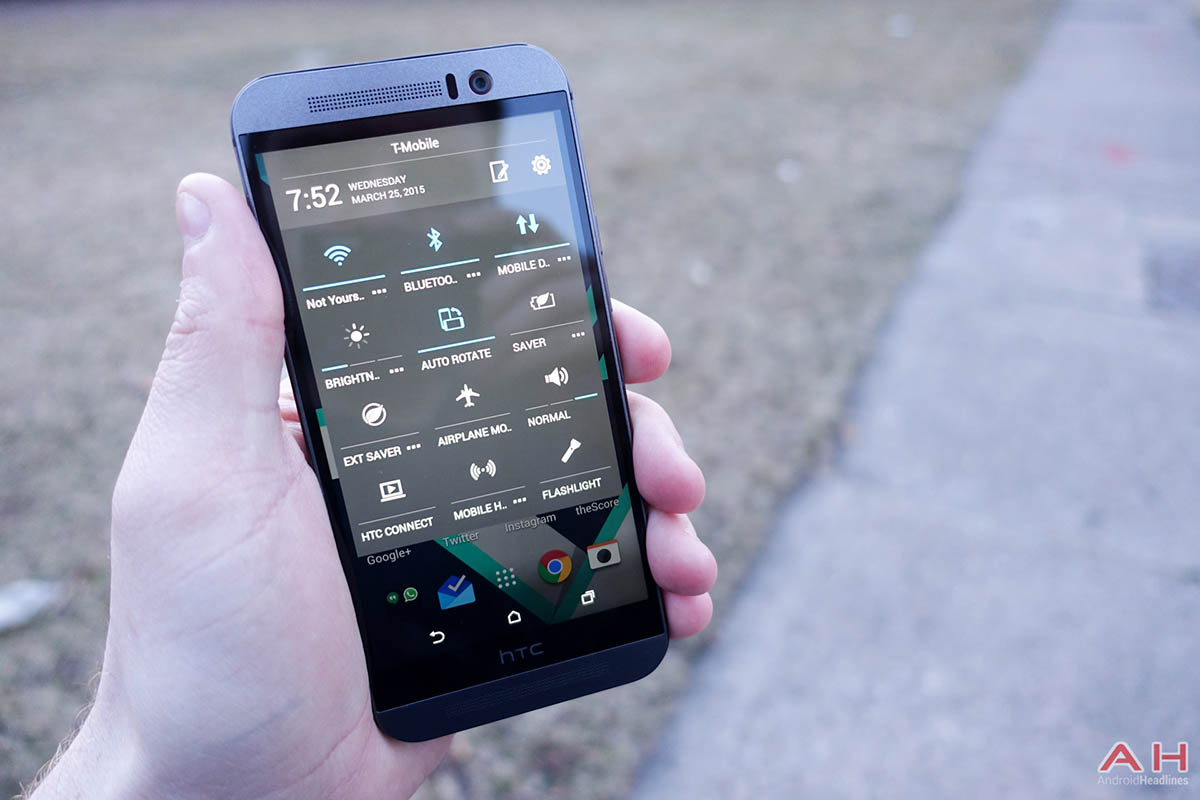 T-Mobile
7:52
WEDNESDAY
MARCH 25, 2015
Not Yours..
BLUETOO..
MOBILE D..
BRIGHTN..
AUTO ROTATE
SAVER
EXT SAVER
AIRPLANE MO..
NORMAL
HTC CONNECT
MOBILE H..
FLASHLIGHT
Google+
Twitter
Instagram
theScore
hTC
AH
AndroidHeadlines